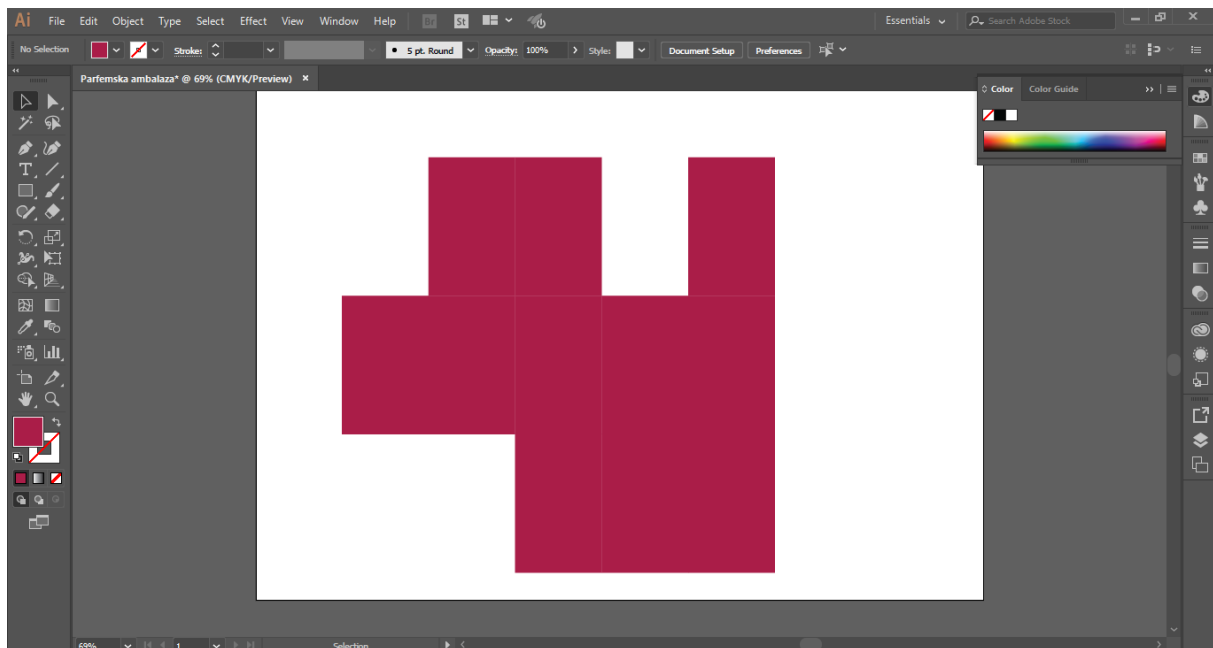 Ai File Edit Object Type Select Effect View Window Help Br St Essentials Search Adobe Stock
No Selection Stroke: 5 pt. Round Opacity: 100% Style: Document Setup Preferences
Parfemska ambalaza* @ 69% (CMYK/Preview) ×
Color Color Guide
69% 1 Selection